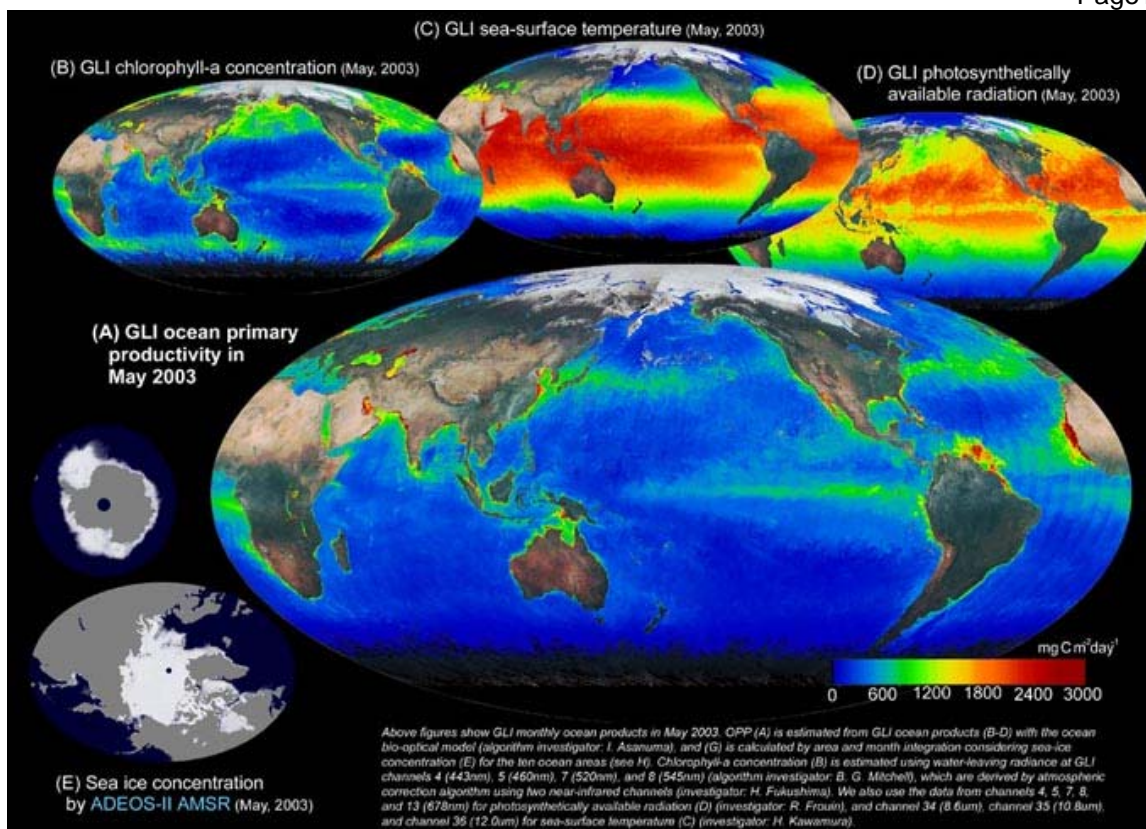 Page
(C) GLI sea-surface temperature (May, 2003)
(B) GLI chlorophyll-a concentration (May, 2003)
(D) GLI photosynthetically
available radiation (May, 2003)
(A) GLI ocean primary
productivity in
May 2003
mg C m⁻² day⁻¹
0 600 1200 1800 2400 3000
(E) Sea ice concentration
by ADEOS-II AMSR (May, 2003)
Above figures show GLI monthly ocean products in May 2003. OPP (A) is estimated from GLI ocean products (B-D) with the ocean
bio-optical model (algorithm investigator: I. Asanuma), and (G) is calculated by area and month integration considering sea-ice
concentration (E) for the ten ocean areas (see H). Chlorophyll-a concentration (B) is estimated using water-leaving radiance at GLI
channels 4 (443nm), 5 (460nm), 7 (520nm), and 8 (545nm) (algorithm investigator: B. G. Mitchell), which are derived by atmospheric
correction algorithm using two near-infrared channels (investigator: H. Fukushima). We also use the data from channels 4, 5, 7, 8,
and 13 (678nm) for photosynthetically available radiation (D) (investigator: R. Frouin), and channel 34 (8.6um), channel 35 (10.8um),
and channel 36 (12.0um) for sea-surface temperature (C) (investigator: H. Kawamura).